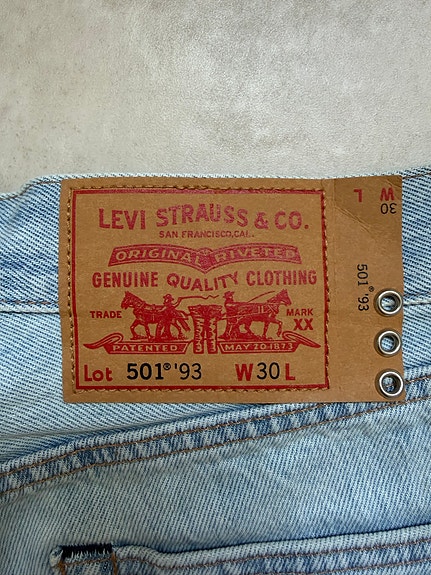 LEVI STRAUSS & CO.
SAN FRANCISCO, CAL.
ORIGINAL RIVETED
GENUINE QUALITY CLOTHING
TRADE MARK
XX
PATENTED MAY 20 1873
Lot 501®'93 W30 L
W L
30
501®'93